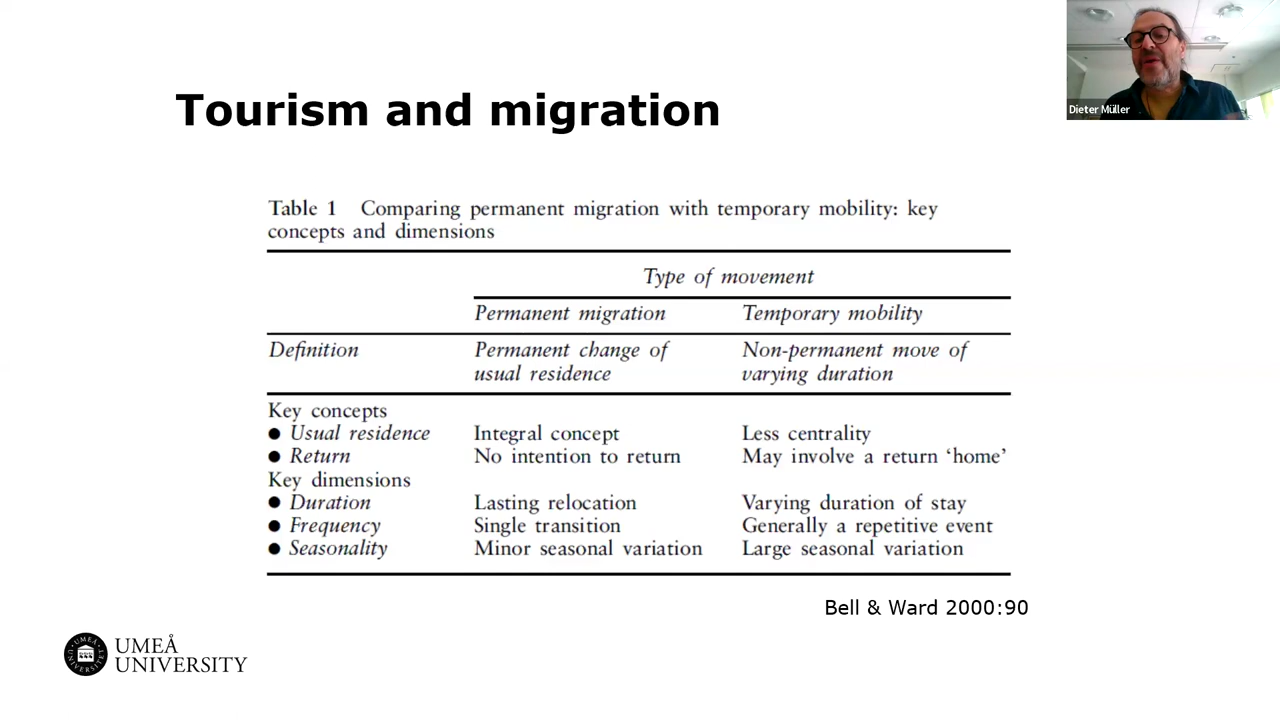 Dieter Müller
Tourism and migration
Table 1 Comparing permanent migration with temporary mobility: key
concepts and dimensions
Type of movement
Permanent migration Temporary mobility
Definition Permanent change of Non-permanent move of
usual residence varying duration
Key concepts
● Usual residence Integral concept Less centrality
● Return No intention to return May involve a return ‘home’
Key dimensions
● Duration Lasting relocation Varying duration of stay
● Frequency Single transition Generally a repetitive event
● Seasonality Minor seasonal variation Large seasonal variation
Bell & Ward 2000:90
UMEÅ
UNIVERSITY